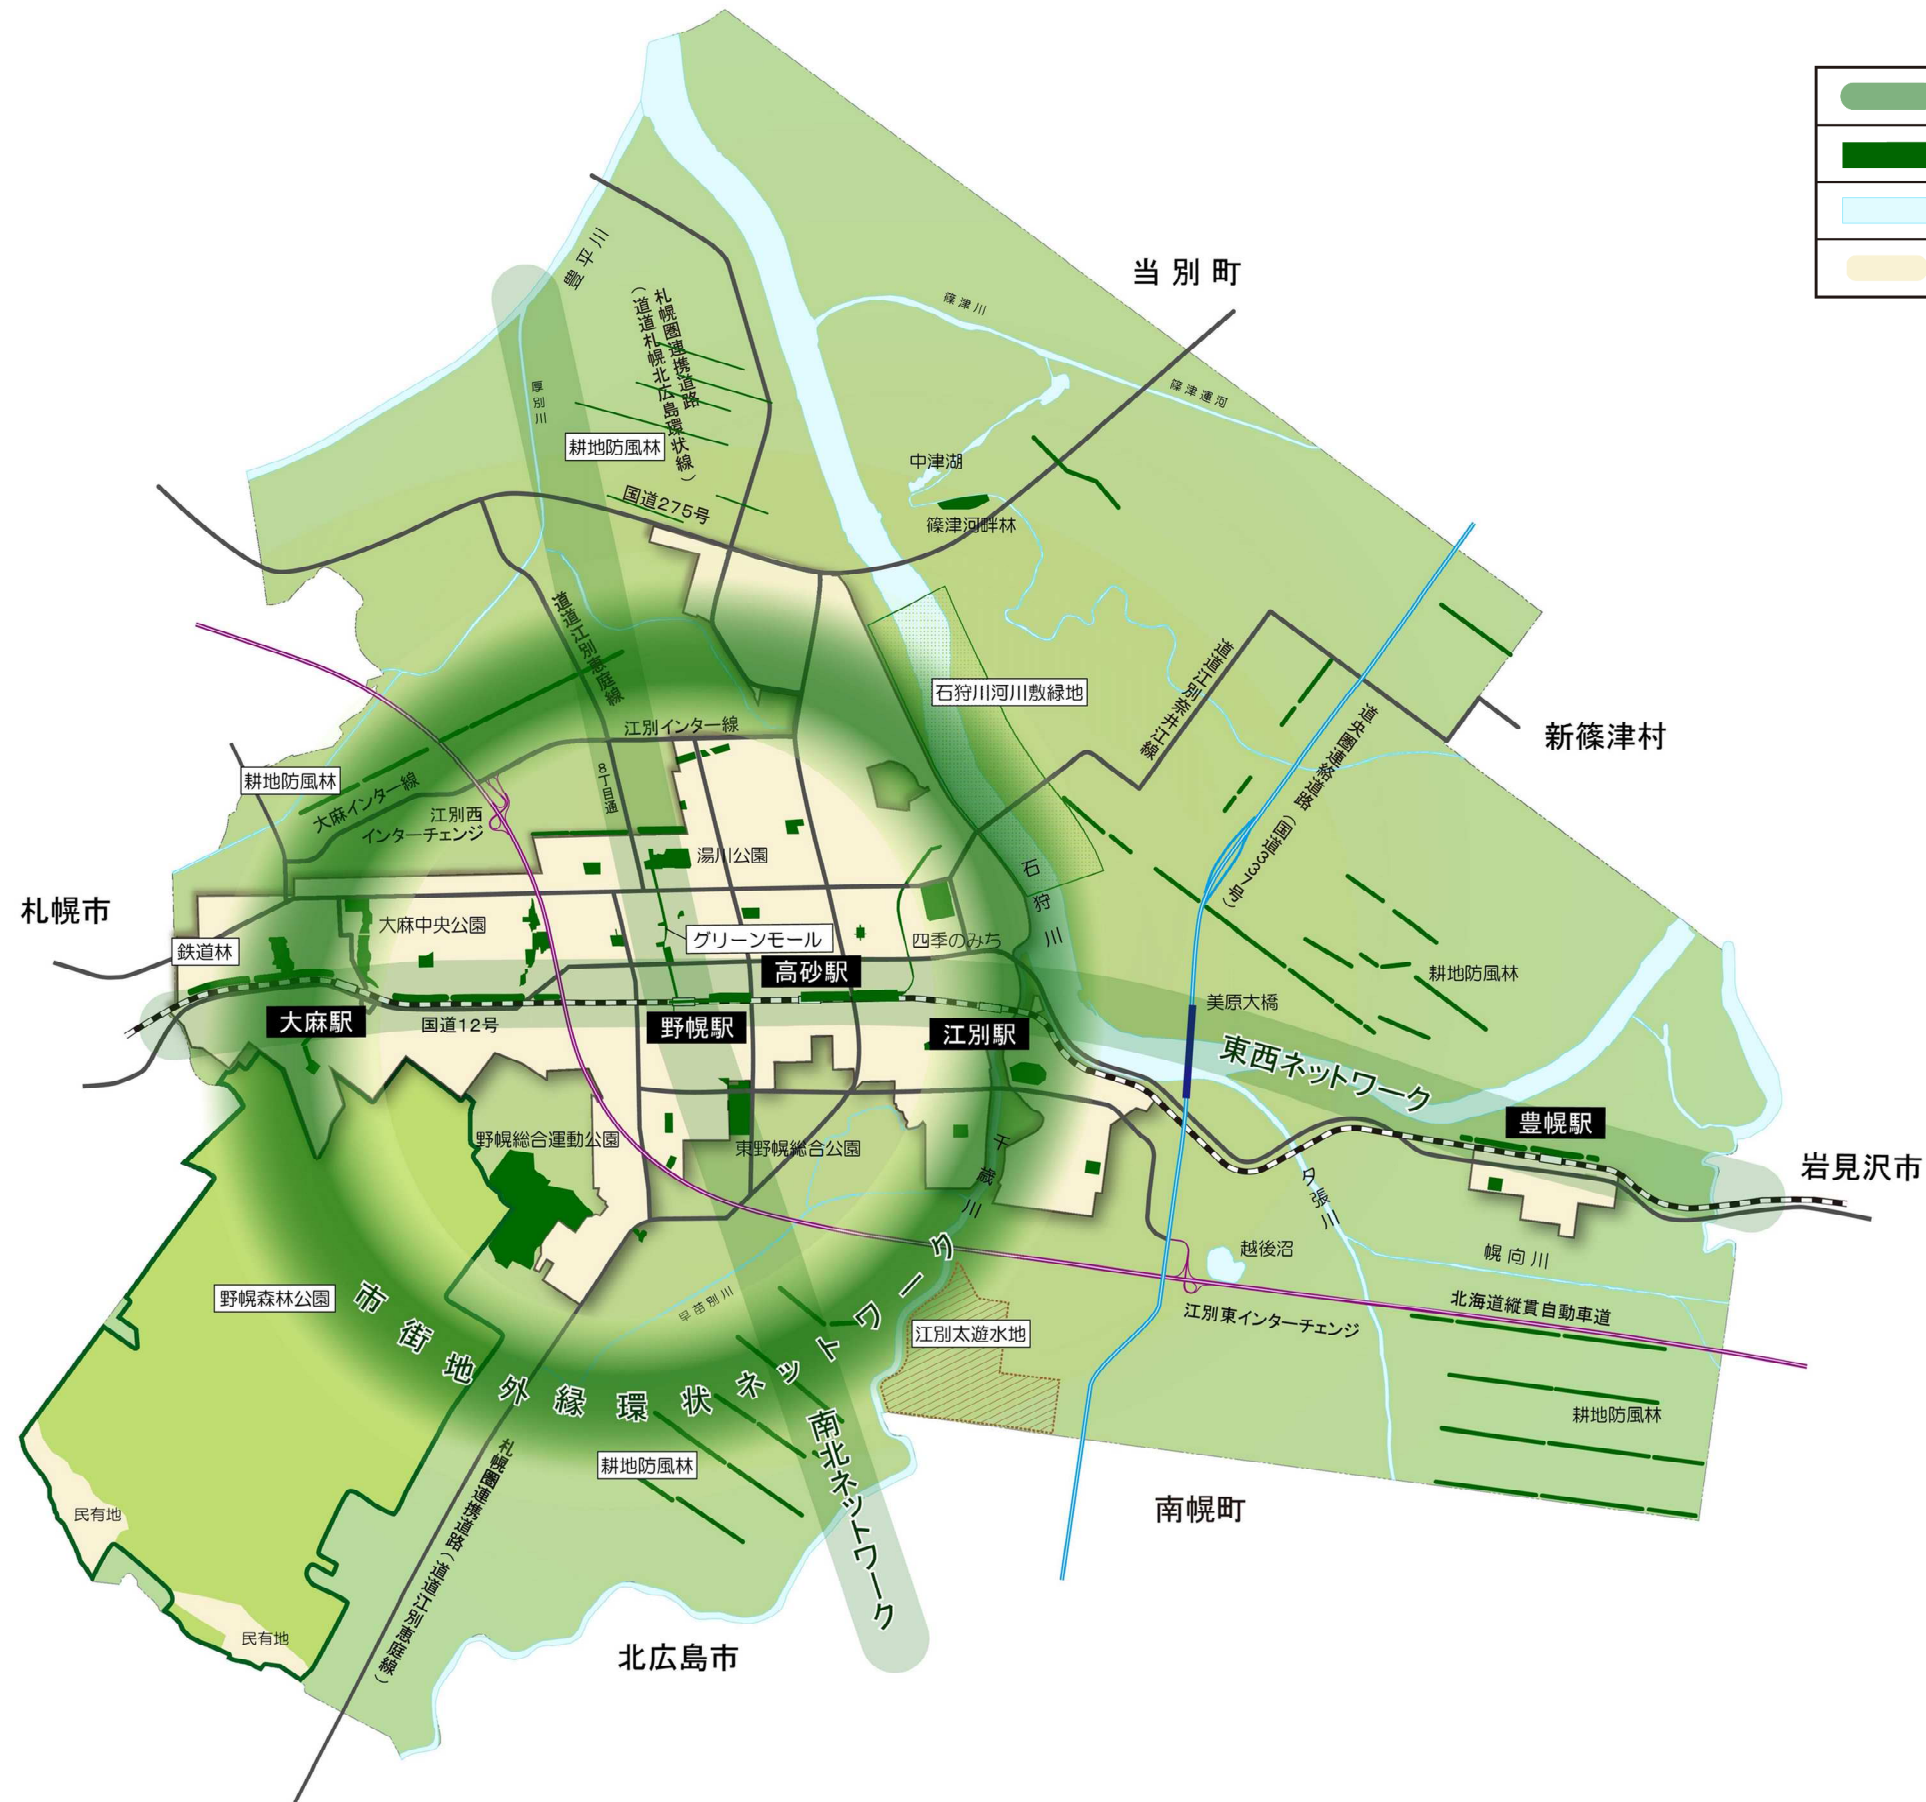 豊平川
当別町
篠津川
札幌圏連携道路
（道道札幌北広島環状線）
篠津運河
厚別川
耕地防風林
中津湖
国道275号
篠津河畔林
道道江別恵庭線
石狩川河川敷緑地
道道江別奈井江線
江別インター線
道央圏連絡道路（国道337号）
新篠津村
耕地防風林
8丁目通
大麻インター線
江別西
インターチェンジ
湯川公園
石狩川
札幌市
大麻中央公園
鉄道林
グリーンモール
四季のみち
高砂駅
耕地防風林
美原大橋
大麻駅
国道12号
野幌駅
江別駅
東西ネットワーク
豊幌駅
野幌総合運動公園
東野幌総合公園
千歳川
岩見沢市
夕張川
越後沼
幌向川
野幌森林公園
早苗別川
北海道縦貫自動車道
江別東インターチェンジ
江別太遊水地
市街地外縁環状ネットワーク
耕地防風林
耕地防風林
南北ネットワーク
札幌圏連携道路（道道江別恵庭線）
民有地
南幌町
民有地
北広島市